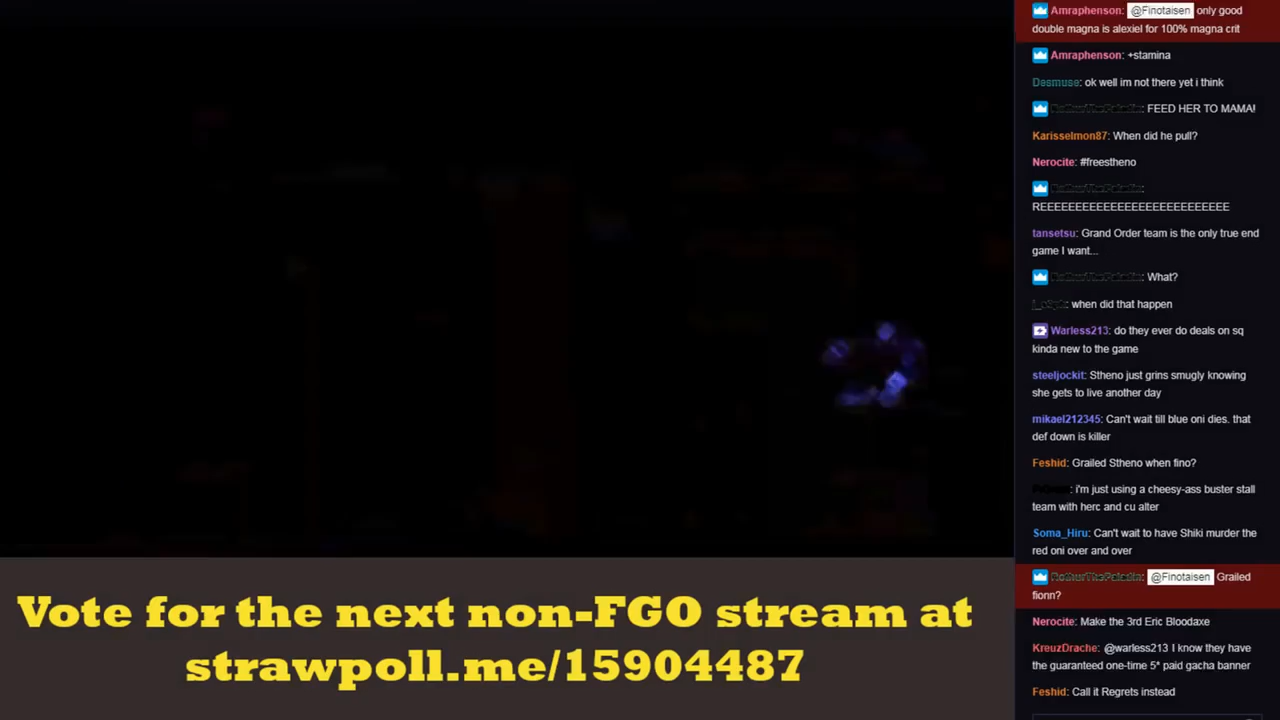 Amraphenson: @Finotaisen only good
double magna is alexiel for 100% magna crit
Amraphenson: +stamina
Desmuse: ok well im not there yet i think
: FEED HER TO MAMA!
Karisselmon87: When did he pull?
Nerocite: #freestheno
REEEEEEEEEEEEEEEEEEEEEEEEEEE
tansetsu: Grand Order team is the only true end
game I want...
: What?
: when did that happen
Warless213: do they ever do deals on sq
kinda new to the game
steeljockit: Stheno just grins smugly knowing
she gets to live another day
mikael212345: Can't wait till blue oni dies. that
def down is killer
Feshid: Grailed Stheno when fino?
: i'm just using a cheesy-ass buster stall
team with herc and cu alter
Soma_Hiru: Can't wait to have Shiki murder the
red oni over and over
: @Finotaisen Grailed
fionn?
Nerocite: Make the 3rd Eric Bloodaxe
KreuzDrache: @warless213 I know they have
the guaranteed one-time 5* paid gacha banner
Feshid: Call it Regrets instead
Vote for the next non-FGO stream at
strawpoll.me/15904487